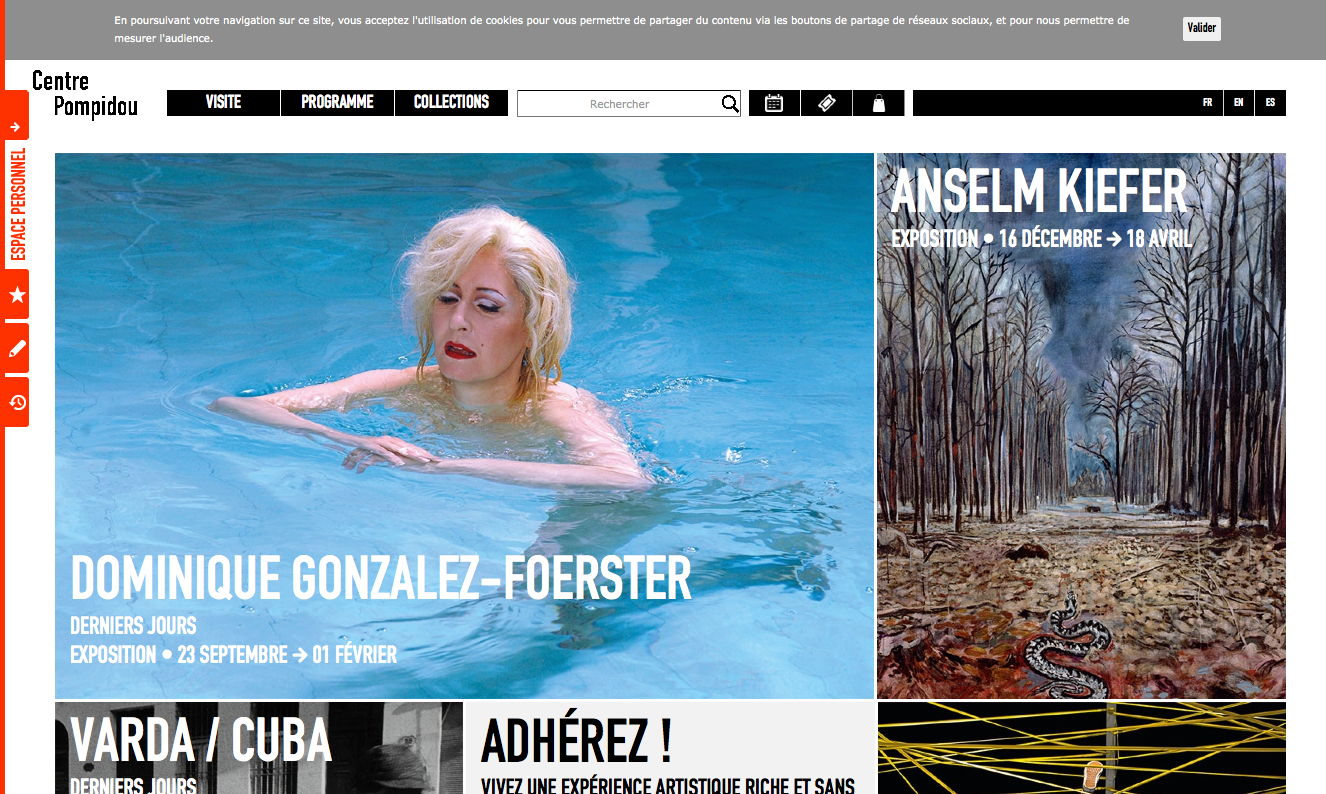 En poursuivant votre navigation sur ce site, vous acceptez l'utilisation de cookies pour vous permettre de partager du contenu via les boutons de partage de réseaux sociaux, et pour nous permettre de
mesurer l'audience.
Valider
Centre
Pompidou
VISITE
PROGRAMME
COLLECTIONS
Rechercher
FR
EN
ES
ESPACE PERSONNEL
ANSELM KIEFER
EXPOSITION • 16 DÉCEMBRE → 18 AVRIL
DOMINIQUE GONZALEZ-FOERSTER
DERNIERS JOURS
EXPOSITION • 23 SEPTEMBRE → 01 FÉVRIER
VARDA / CUBA
DERNIERS JOURS
ADHÉREZ !
VIVEZ UNE EXPÉRIENCE ARTISTIQUE RICHE ET SANS